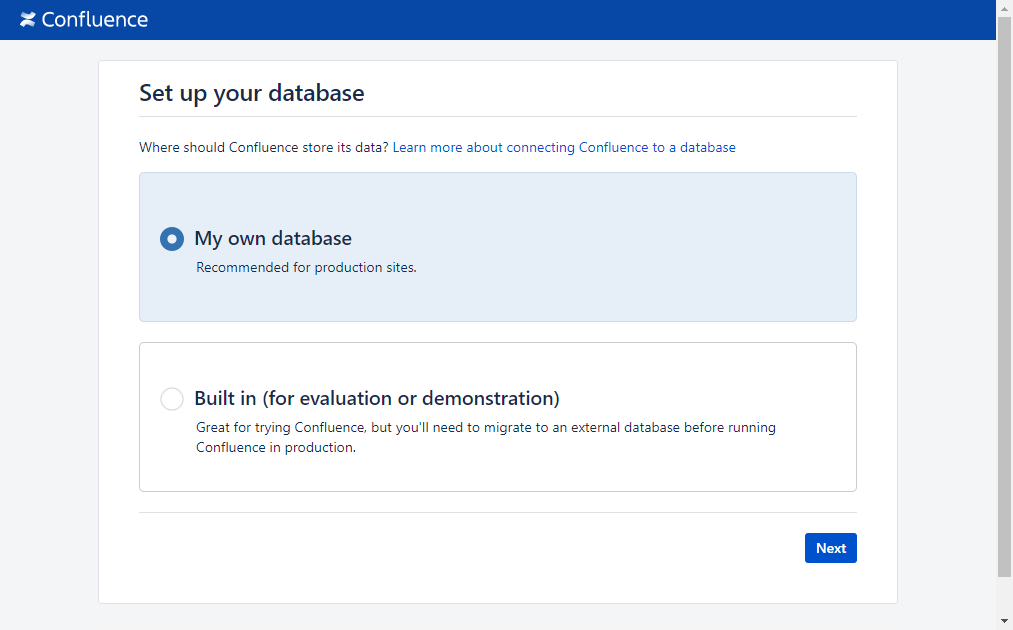 Confluence
Set up your database
Where should Confluence store its data? Learn more about connecting Confluence to a database
My own database
Recommended for production sites.
Built in (for evaluation or demonstration)
Great for trying Confluence, but you'll need to migrate to an external database before running
Confluence in production.
Next